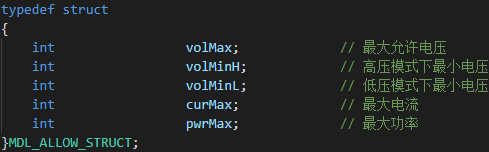 typedef struct
{
int volMax; // 最大允许电压
int volMinH; // 高压模式下最小电压
int volMinL; // 低压模式下最小电压
int curMax; // 最大电流
int pwrMax; // 最大功率
}MDL_ALLOW_STRUCT;